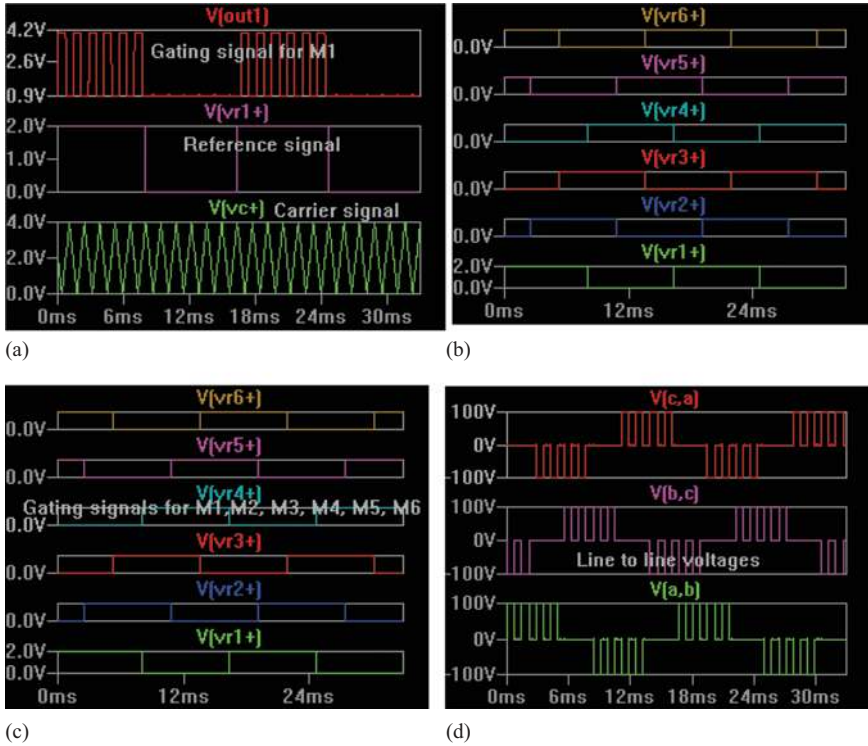 V(out1)
4.2V
Gating signal for M1
2.6V
0.9V
V(vr1+)
2.0V
Reference signal
1.0V
0.0V
V(vc+) Carrier signal
4.0V
2.0V
0.0V
0ms 6ms 12ms 18ms 24ms 30ms
(a)
V(vr6+)
0.0V
V(vr5+)
0.0V
V(vr4+)
0.0V
V(vr3+)
0.0V
V(vr2+)
0.0V
V(vr1+)
2.0V
0.0V
0ms 12ms 24ms
(b)
V(vr6+)
0.0V
V(vr5+)
0.0V
V(vr4+)
Gating signals for M1,M2, M3, M4, M5, M6
0.0V
V(vr3+)
0.0V
V(vr2+)
0.0V
V(vr1+)
2.0V
0.0V
0ms 12ms 24ms
(c)
V(c,a)
100V
0V
-100V
V(b,c)
100V
0V
Line to line voltages
-100V
V(a,b)
100V
0V
-100V
0ms 6ms 12ms 18ms 24ms 30ms
(d)